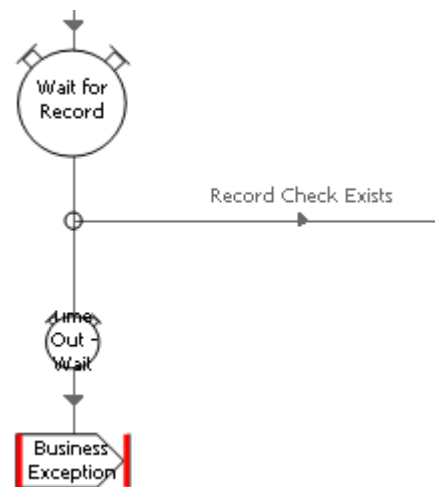 Wait for
Record
Record Check Exists
Time
Out -
Wait
Business
Exception